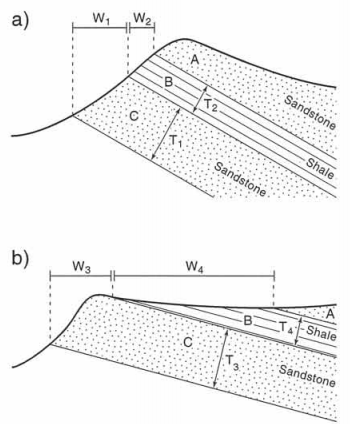 a)
W1 W2
A
B
T2
Sandstone
C
T1
Shale
Sandstone
b)
W3 W4
A
B T4 Shale
C
T3
Sandstone